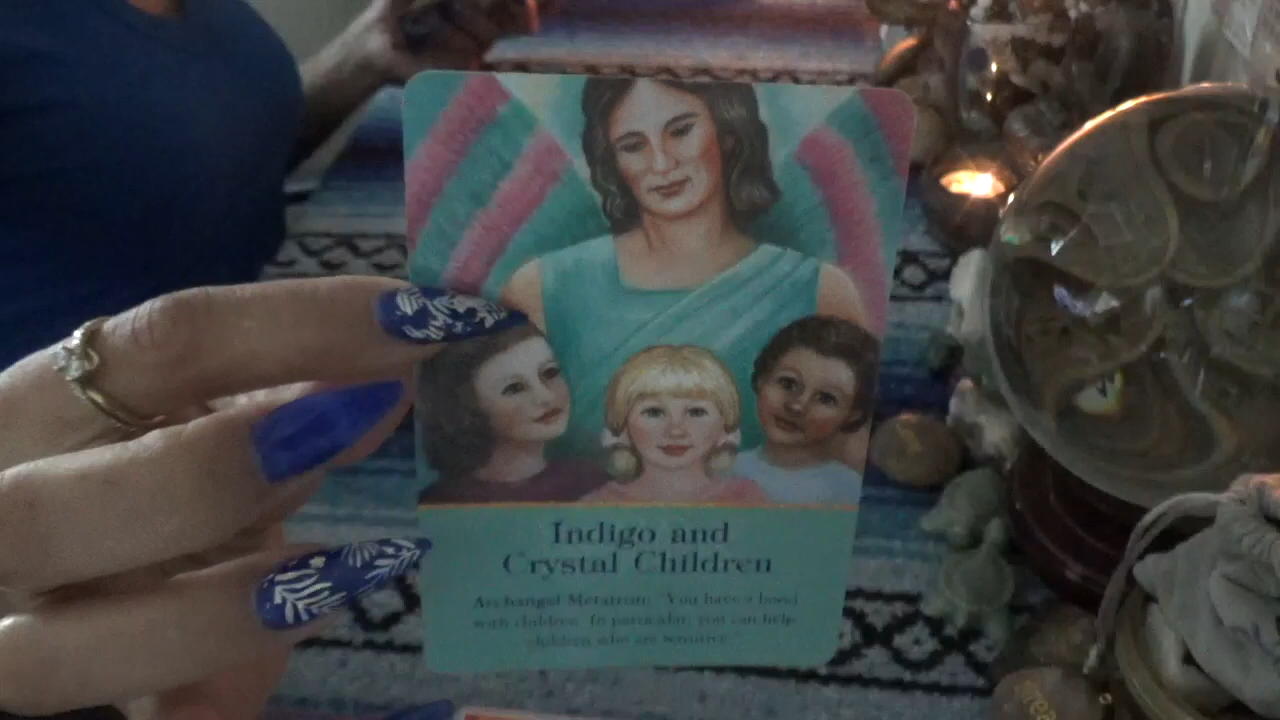 Indigo and
Crystal Children
Archangel Metatron: "You have a bond
with children. In particular, you can help
children who are sensitive."